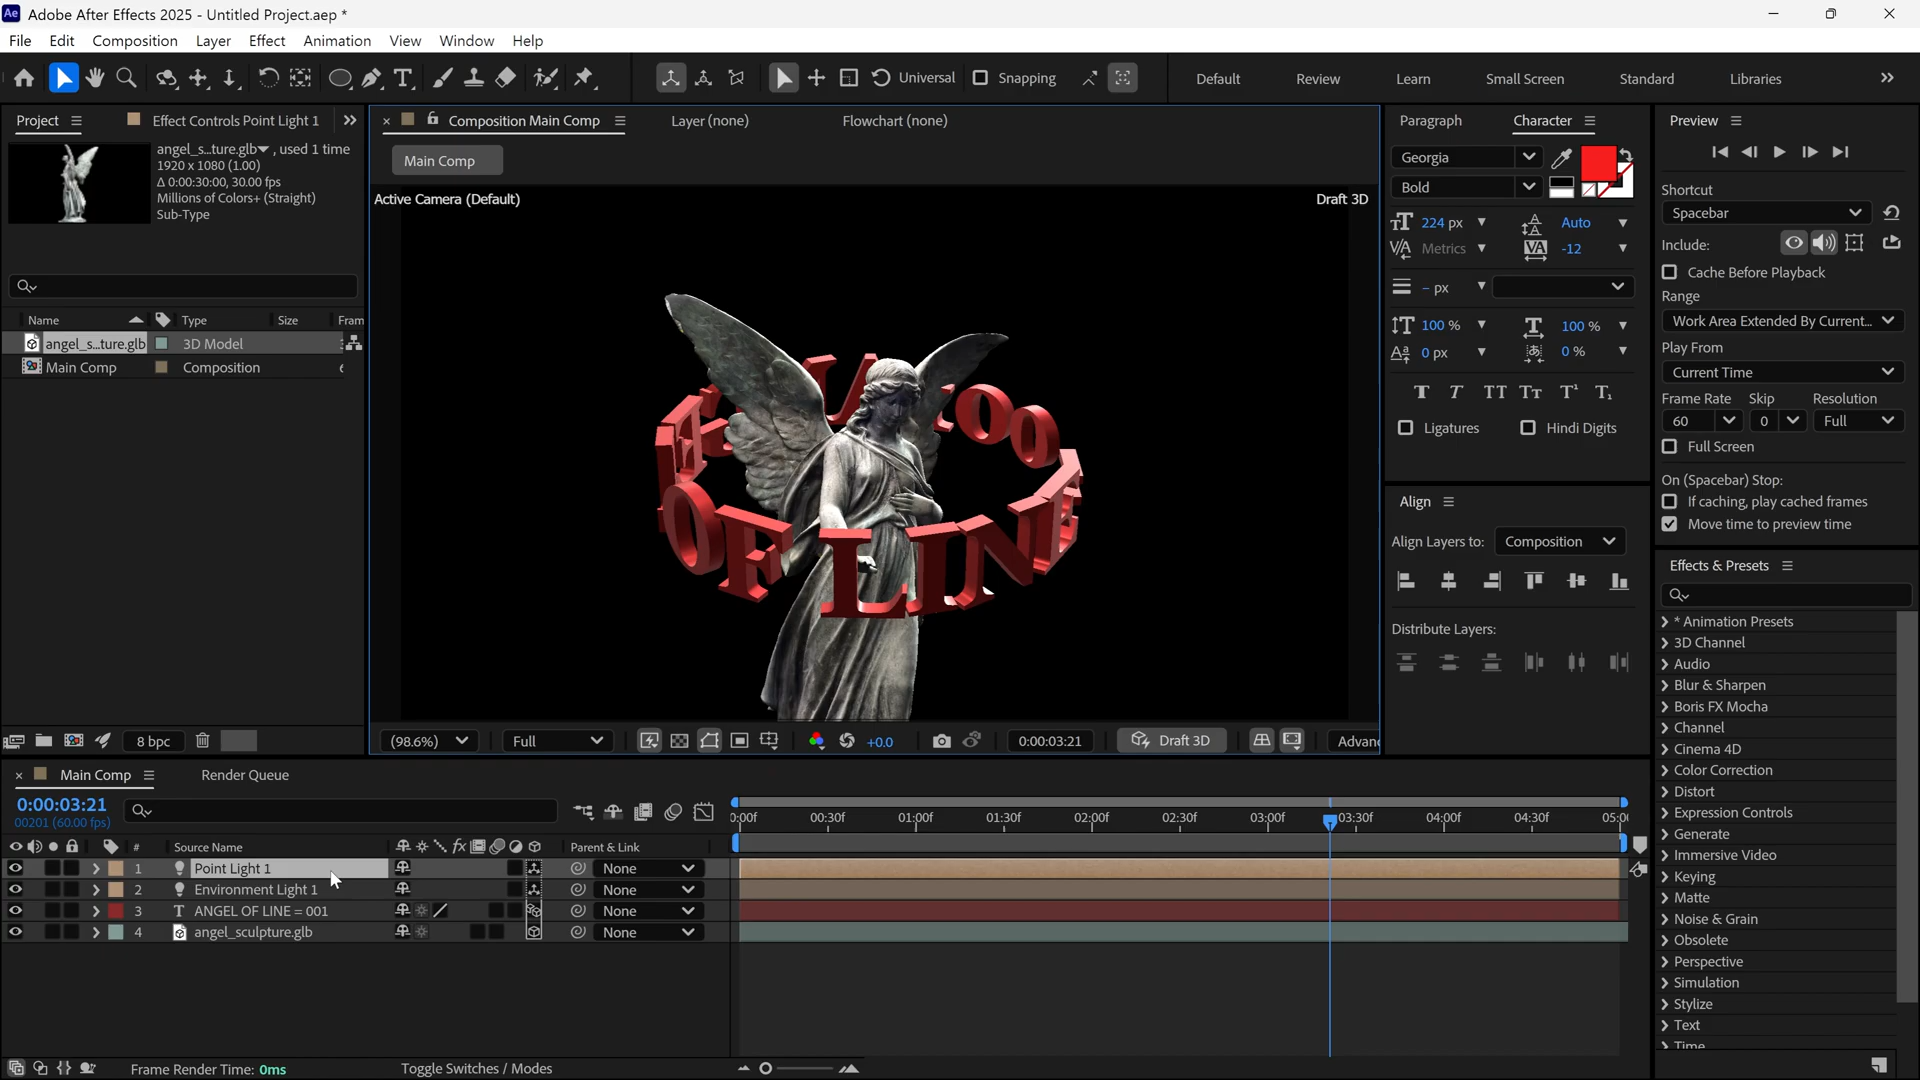 Ae Adobe After Effects 2025 - Untitled Project.aep *
File Edit Composition Layer Effect Animation View Window Help
Universal Snapping Default Review Learn Small Screen Standard Libraries
Project Effect Controls Point Light 1
angel_s...ture.glb , used 1 time
1920 x 1080 (1.00)
Δ 0:00:30:00, 30.00 fps
Millions of Colors+ (Straight)
Sub-Type
Name Type Size Fram
angel_s...ture.glb 3D Model
Main Comp Composition
8 bpc
Composition Main Comp Layer (none) Flowchart (none)
Main Comp
Active Camera (Default) Draft 3D
OF LINE
(98.6%) Full +0.0 0:00:03:21 Draft 3D Advanc
Paragraph Character
Georgia
Bold
224 px Auto
Metrics -12
- px
100 % 100 %
0 px 0 %
T T TT Tт T¹ T₁
Ligatures Hindi Digits
Align
Align Layers to: Composition
Distribute Layers:
Preview
Shortcut
Spacebar
Include:
Cache Before Playback
Range
Work Area Extended By Current...
Play From
Current Time
Frame Rate Skip Resolution
60 0 Full
Full Screen
On (Spacebar) Stop:
If caching, play cached frames
Move time to preview time
Effects & Presets
* Animation Presets
3D Channel
Audio
Blur & Sharpen
Boris FX Mocha
Channel
Cinema 4D
Color Correction
Distort
Expression Controls
Generate
Immersive Video
Keying
Matte
Noise & Grain
Obsolete
Perspective
Simulation
Stylize
Text
Time
Main Comp Render Queue
0:00:03:21
00201 (60.00 fps)
:00f 00:30f 01:00f 01:30f 02:00f 02:30f 03:00f 03:30f 04:00f 04:30f 05:00
# Source Name fx Parent & Link
1 Point Light 1 None
2 Environment Light 1 None
3 T ANGEL OF LINE = 001 None
4 angel_sculpture.glb None
Frame Render Time: 0ms Toggle Switches / Modes